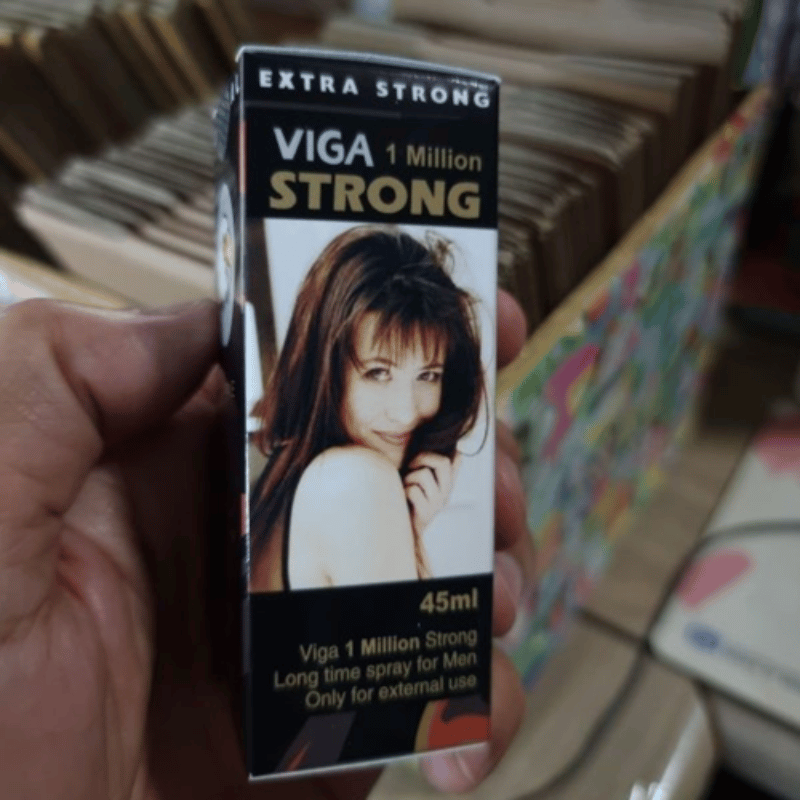 EXTRA STRONG
VIGA 1 Million
STRONG
45ml
Viga 1 Million Strong
Long time spray for Men
Only for external use